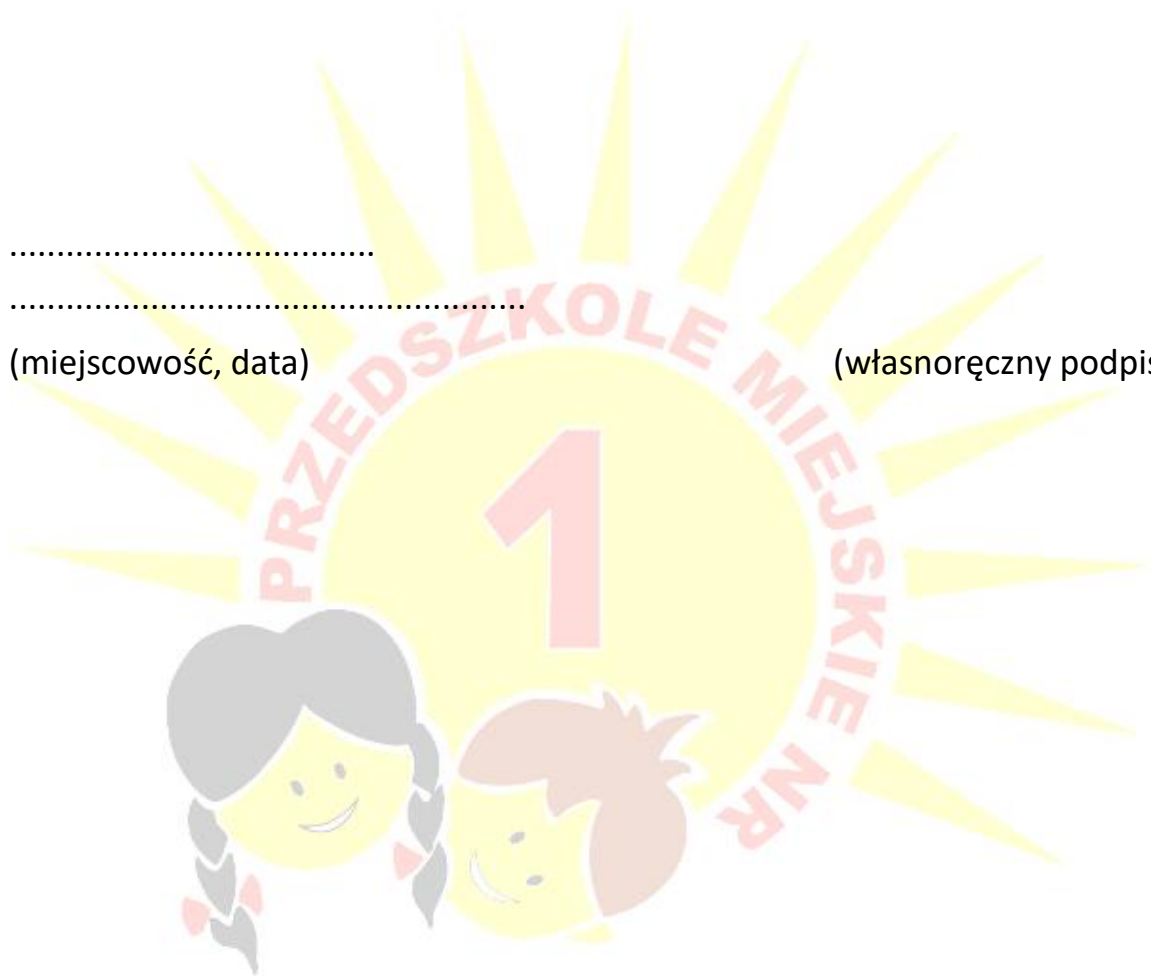 .......................................
.......................................................
(miejscowość, data) (własnoręczny podpis
PRZEDSZKOLE MIEJSKIE NR
1